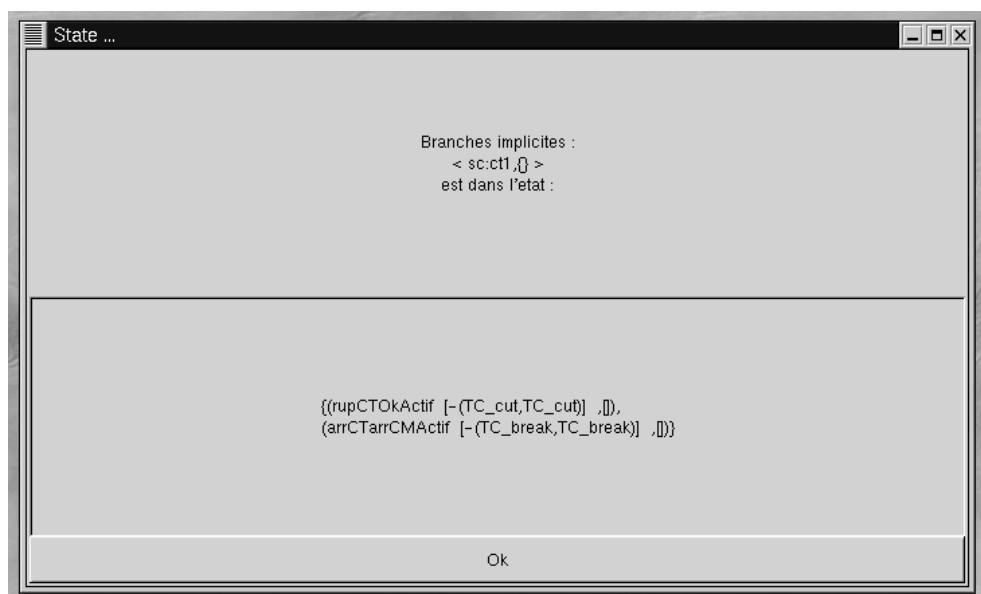 State ...
Branches implicites :
< sc:ct1,{} >
est dans l'etat :
{(rupCTOkActif [-(TC_cut,TC_cut)] ,[]),
(arrCTarrCMActif [-(TC_break,TC_break)] ,[])}
Ok